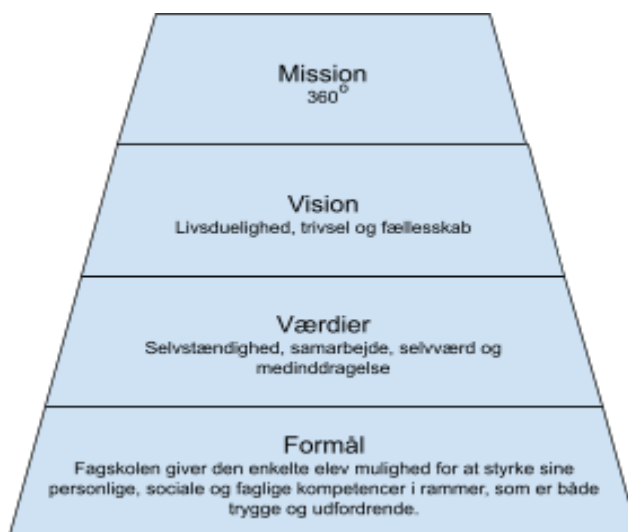 Mission
360°
Vision
Livsduelighed, trivsel og fællesskab
Værdier
Selvstændighed, samarbejde, selvværd og
medinddragelse
Formål
Fagskolen giver den enkelte elev mulighed for at styrke sine
personlige, sociale og faglige kompetencer i rammer, som er både
trygge og udfordrende.